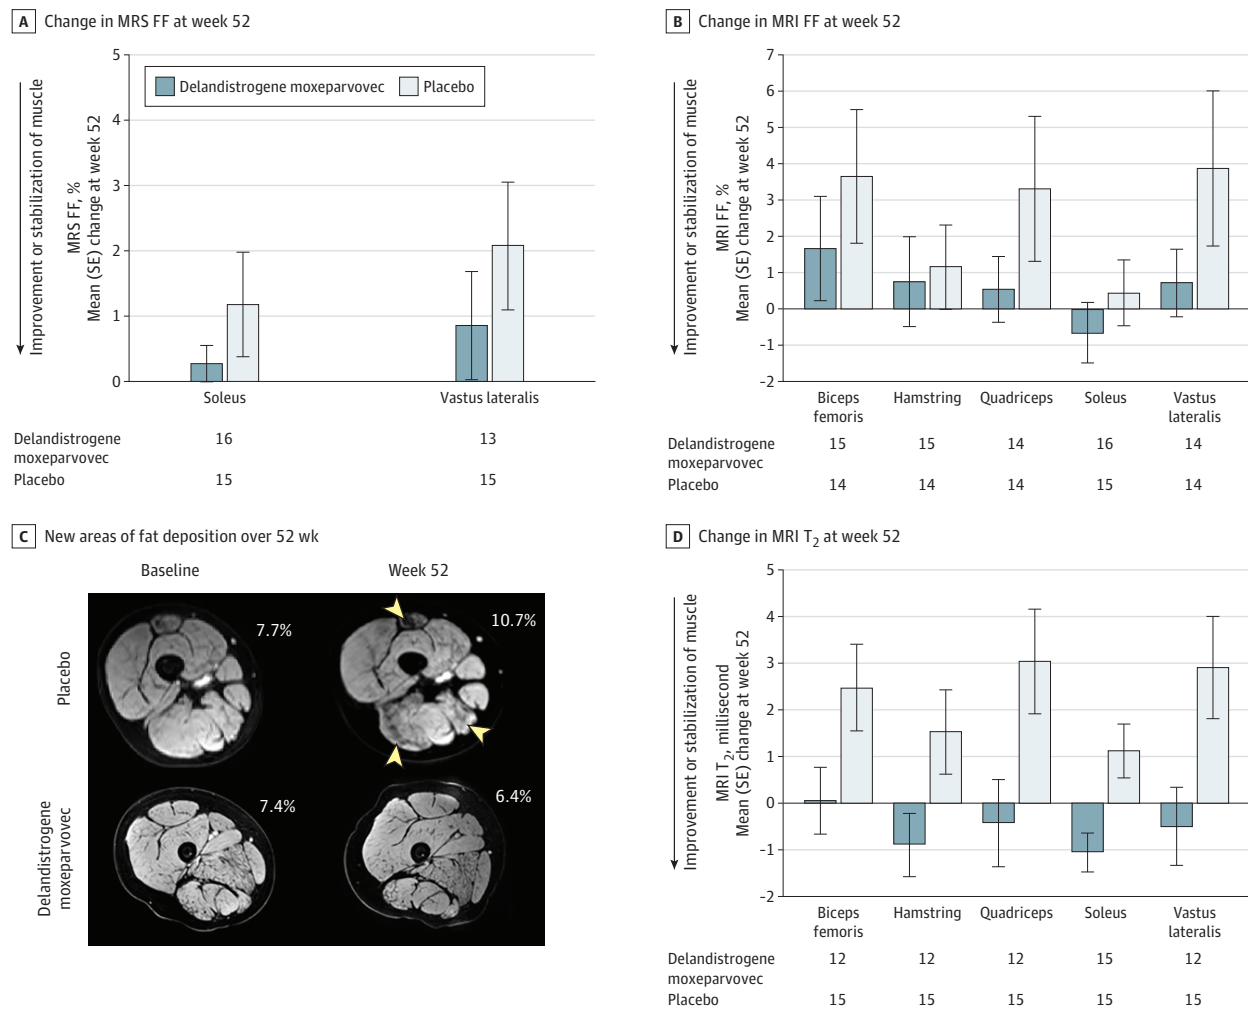 A Change in MRS FF at week 52
Improvement or stabilization of muscle
MRS FF, %
Mean (SE) change at week 52
5
4
3
2
1
0
Delandistrogene moxeparvovec
Placebo
Soleus
Vastus lateralis
Delandistrogene
moxeparvovec
16
13
Placebo
15
15
B Change in MRI FF at week 52
Improvement or stabilization of muscle
MRI FF, %
Mean (SE) change at week 52
7
6
5
4
3
2
1
0
-1
-2
Biceps
femoris
Hamstring
Quadriceps
Soleus
Vastus
lateralis
Delandistrogene
moxeparvovec
15
15
14
16
14
Placebo
14
14
14
15
14
C New areas of fat deposition over 52 wk
Baseline
Week 52
Placebo
7.7%
10.7%
Delandistrogene
moxeparvovec
7.4%
6.4%
D Change in MRI T2 at week 52
Improvement or stabilization of muscle
MRI T2, millisecond
Mean (SE) change at week 52
5
4
3
2
1
0
-1
-2
Biceps
femoris
Hamstring
Quadriceps
Soleus
Vastus
lateralis
Delandistrogene
moxeparvovec
12
12
12
15
12
Placebo
15
15
15
15
15